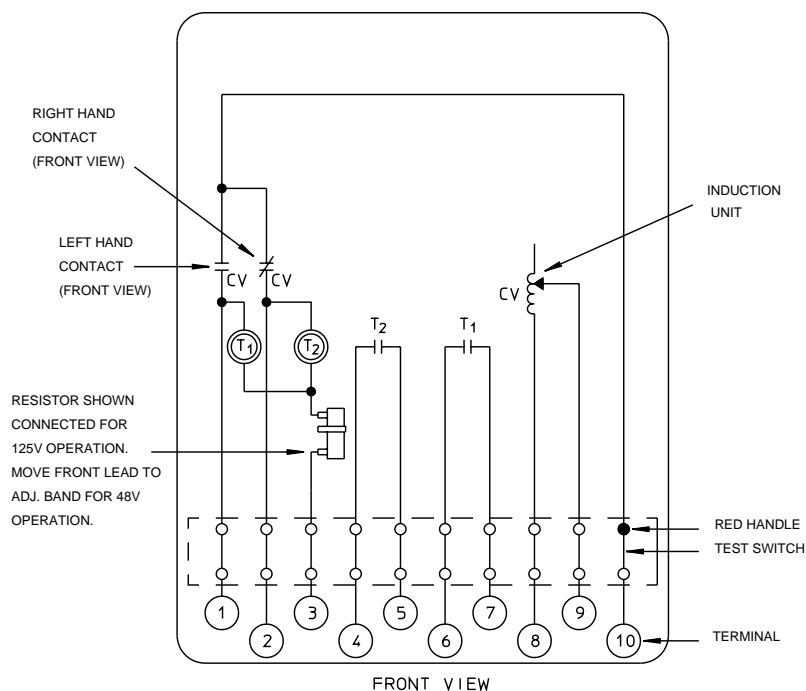 RIGHT HAND
CONTACT
(FRONT VIEW)
INDUCTION
UNIT
LEFT HAND
CONTACT
(FRONT VIEW)
CV
CV
CV
T2
T1
T1
T2
RESISTOR SHOWN
CONNECTED FOR
125V OPERATION.
MOVE FRONT LEAD TO
ADJ. BAND FOR 48V
OPERATION.
RED HANDLE
TEST SWITCH
1
2
3
4
5
6
7
8
9
10
TERMINAL
FRONT VIEW